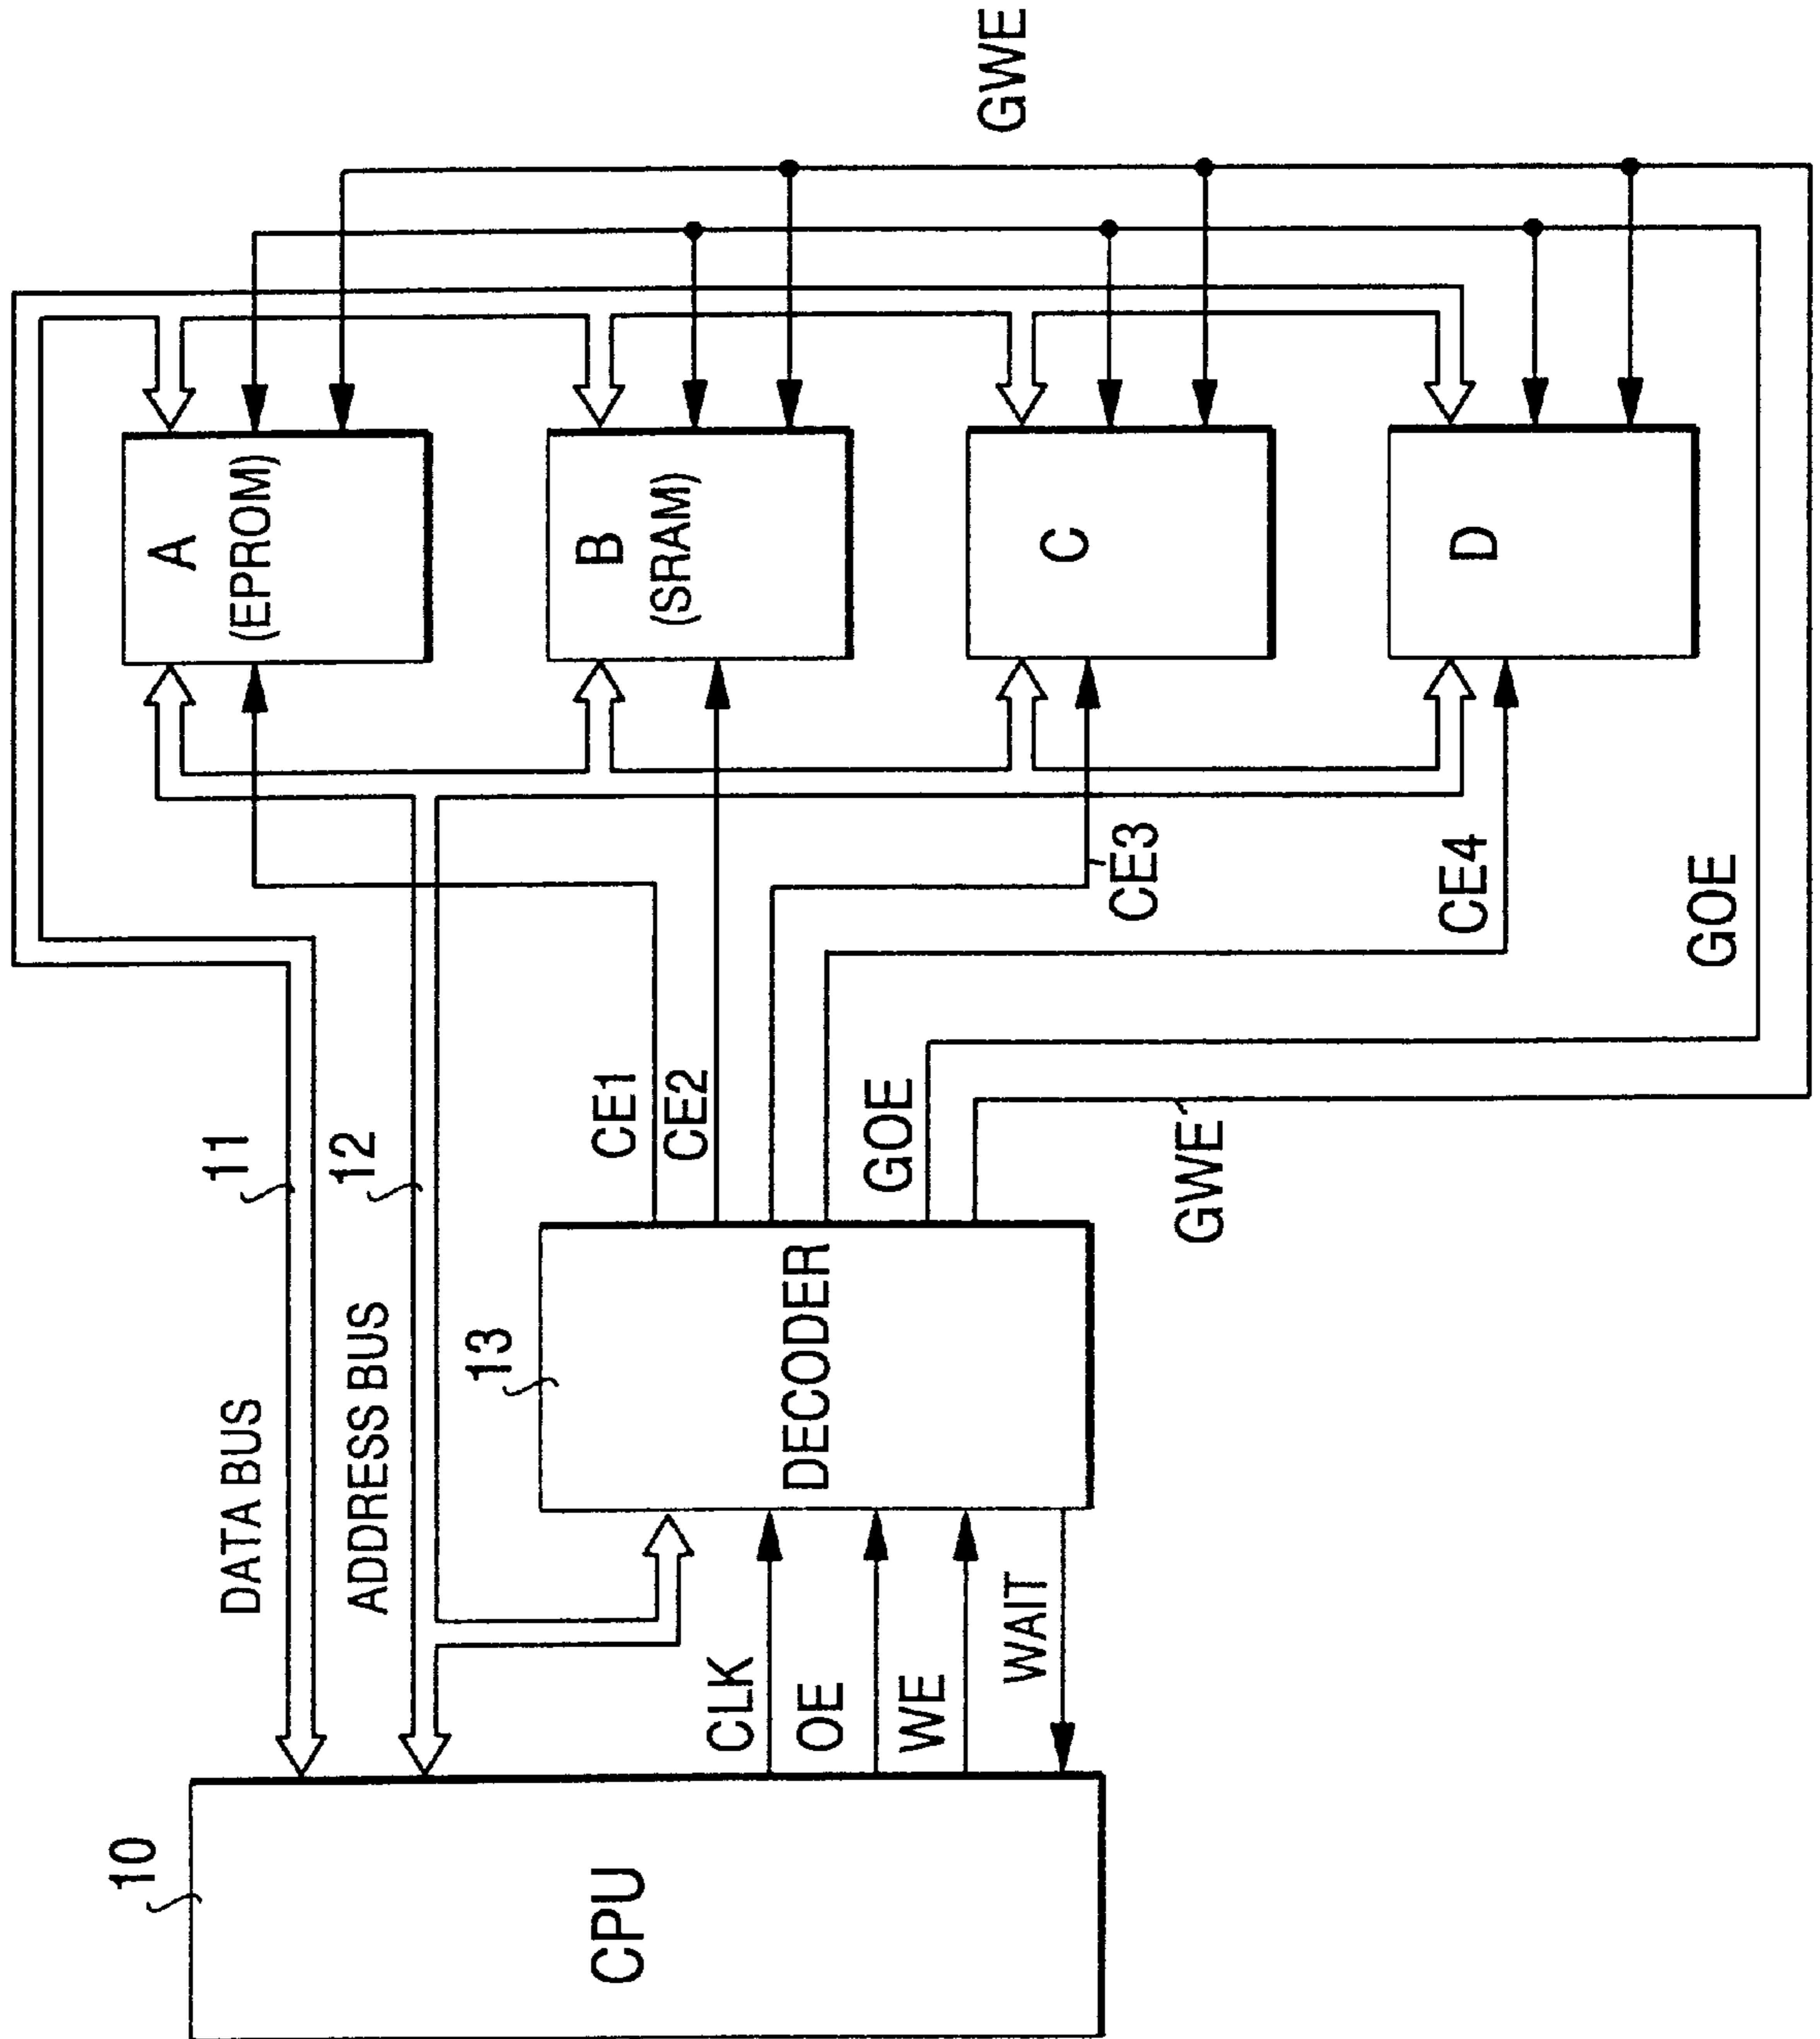 10
CPU
DATA BUS
11
ADDRESS BUS
12
13
DECODER
CLK
OE
WE
WAIT
CE1
CE2
GOE
GWE
CE3
CE4
GOE
A
(EPROM)
B
(SRAM)
C
D
GWE